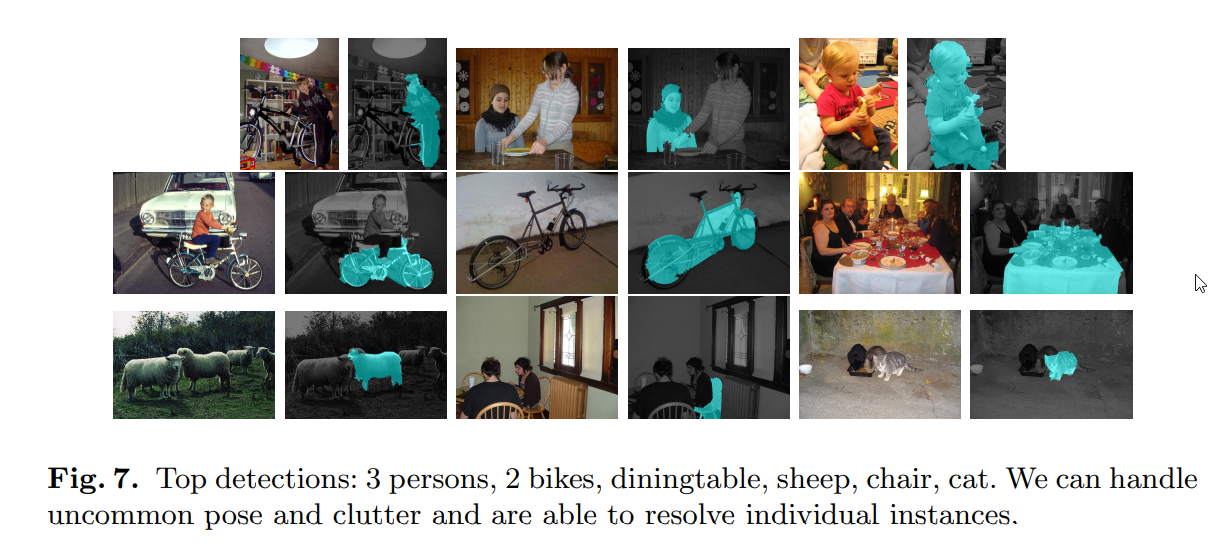 Fig. 7. Top detections: 3 persons, 2 bikes, diningtable, sheep, chair, cat. We can handle
uncommon pose and clutter and are able to resolve individual instances.